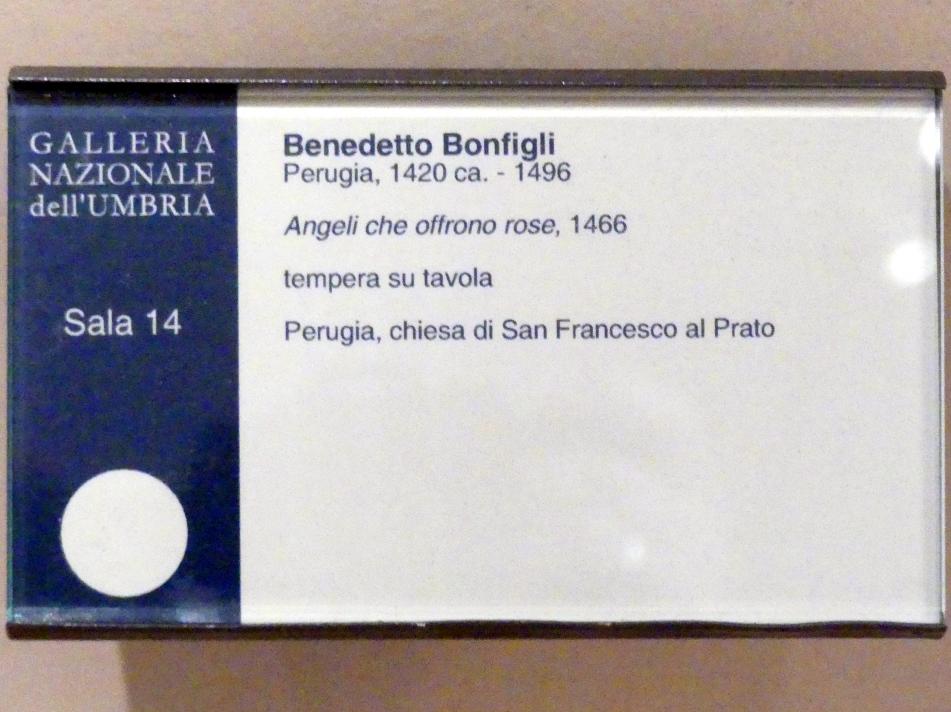 GALLERIA
NAZIONALE
dell'UMBRIA
Sala 14
Benedetto Bonfigli
Perugia, 1420 ca. - 1496
Angeli che offrono rose, 1466
tempera su tavola
Perugia, chiesa di San Francesco al Prato